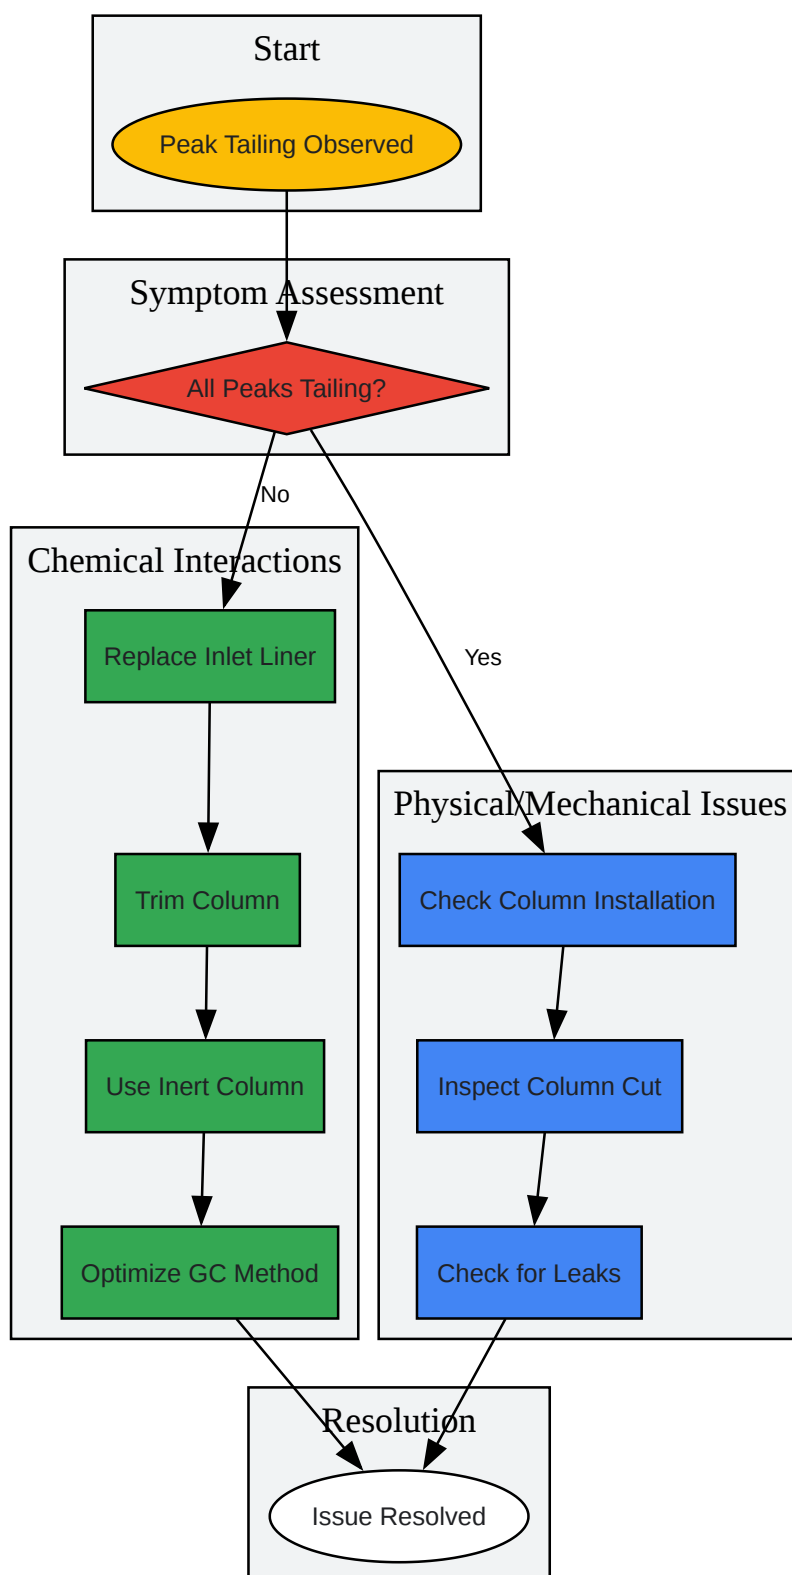 Start
Peak Tailing Observed
Symptom Assessment
All Peaks Tailing?
No
Chemical Interactions
Replace Inlet Liner
Yes
Physical/Mechanical Issues
Trim Column
Check Column Installation
Use Inert Column
Inspect Column Cut
Optimize GC Method
Check for Leaks
Resolution
Issue Resolved